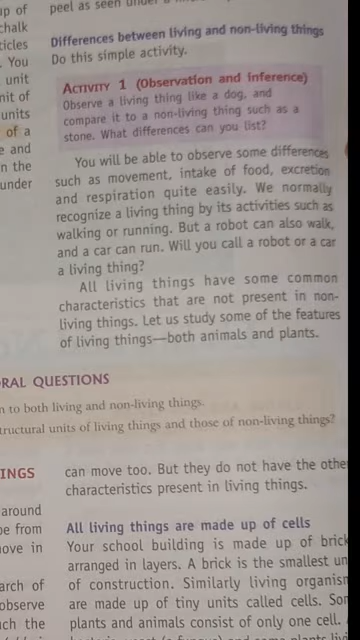 up of
chalk
ticles
. You
unit
nit of
units
of a
e and
n the
under
peel as seen under a
Differences between living and non-living things
Do this simple activity.
ACTIVITY 1 (Observation and inference)
Observe a living thing like a dog, and
compare it to a non-living thing such as a
stone. What differences can you list?
You will be able to observe some differences
such as movement, intake of food, excretion
and respiration quite easily. We normally
recognize a living thing by its activities such as
walking or running. But a robot can also walk,
and a car can run. Will you call a robot or a car
a living thing?
All living things have some common
characteristics that are not present in non-
living things. Let us study some of the features
of living things—both animals and plants.
RAL QUESTIONS
n to both living and non-living things.
tructural units of living things and those of non-living things?
INGS
around
be from
ove in
arch of
observe
ch the
can move too. But they do not have the other
characteristics present in living things.
All living things are made up of cells
Your school building is made up of brick
arranged in layers. A brick is the smallest un
of construction. Similarly living organism
are made up of tiny units called cells. Som
plants and animals consist of only one cell.